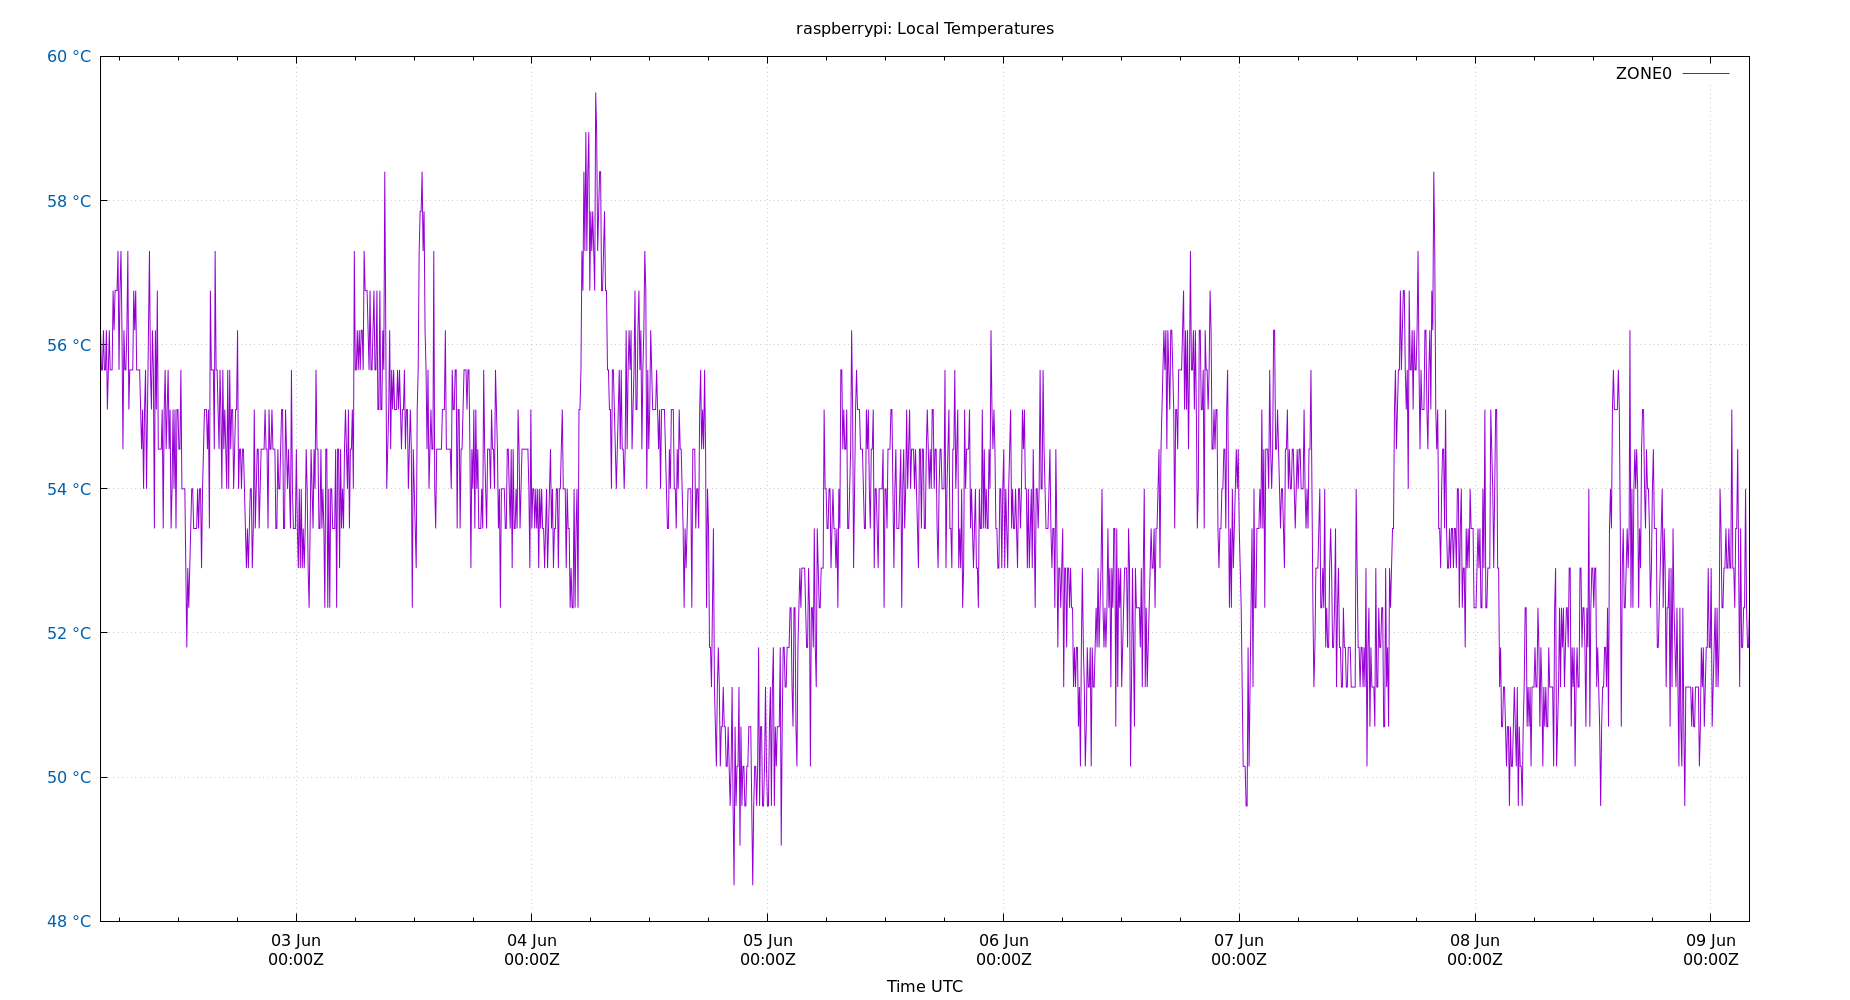 raspberrypi: Local Temperatures
60 °C
ZONE0
58 °C
56 °C
54 °C
52 °C
50 °C
48 °C
03 Jun 04 Jun 05 Jun 06 Jun 07 Jun 08 Jun 09 Jun
00:00Z 00:00Z 00:00Z 00:00Z 00:00Z 00:00Z 00:00Z
Time UTC